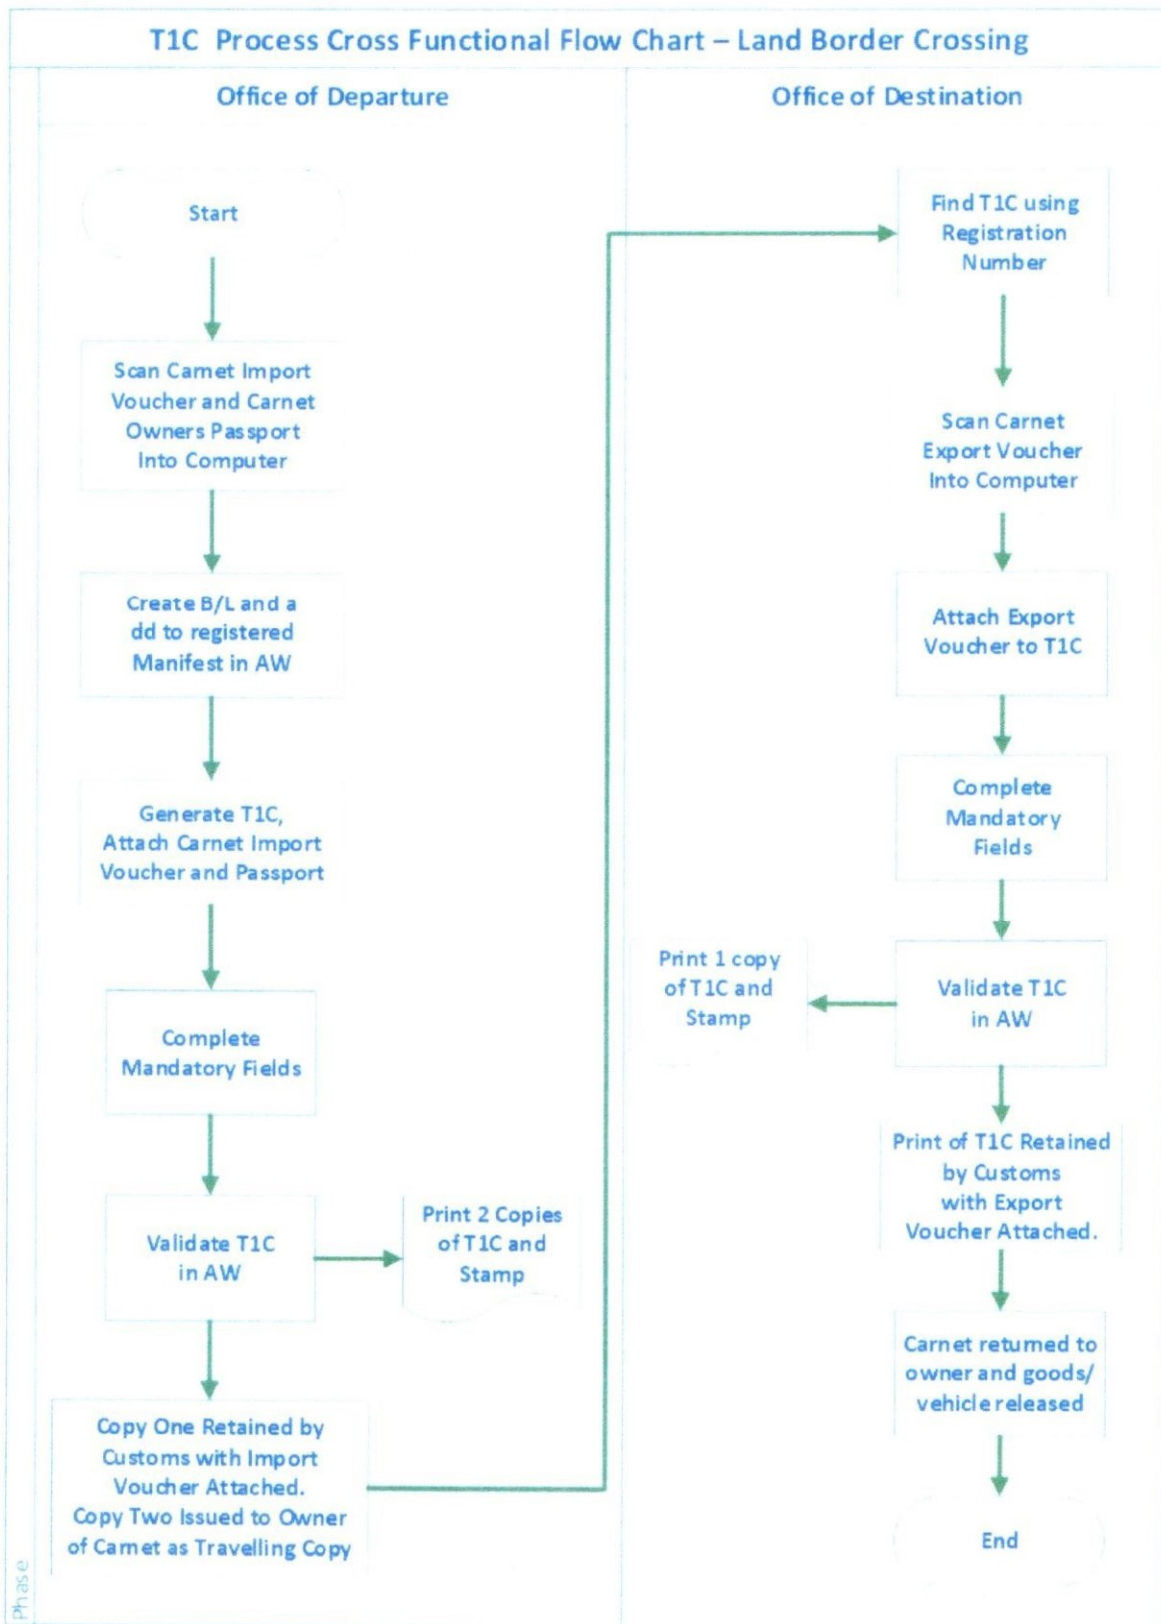 T1C Process Cross Functional Flow Chart – Land Border Crossing
Office of Departure
Start
Scan Carnet Import
Voucher and Carnet
Owners Passport
Into Computer
Create B/L and a
dd to registered
Manifest in AW
Generate T1C,
Attach Carnet Import
Voucher and Passport
Complete
Mandatory Fields
Validate T1C
in AW
Print 2 Copies
of T1C and
Stamp
Copy One Retained by
Customs with Import
Voucher Attached.
Copy Two Issued to Owner
of Carnet as Travelling Copy
Office of Destination
Find T1C using
Registration
Number
Scan Carnet
Export Voucher
Into Computer
Attach Export
Voucher to T1C
Complete
Mandatory
Fields
Validate T1C
in AW
Print 1 copy
of T1C and
Stamp
Print of T1C Retained
by Customs
with Export
Voucher Attached.
Carnet returned to
owner and goods/
vehicle released
End
Phase